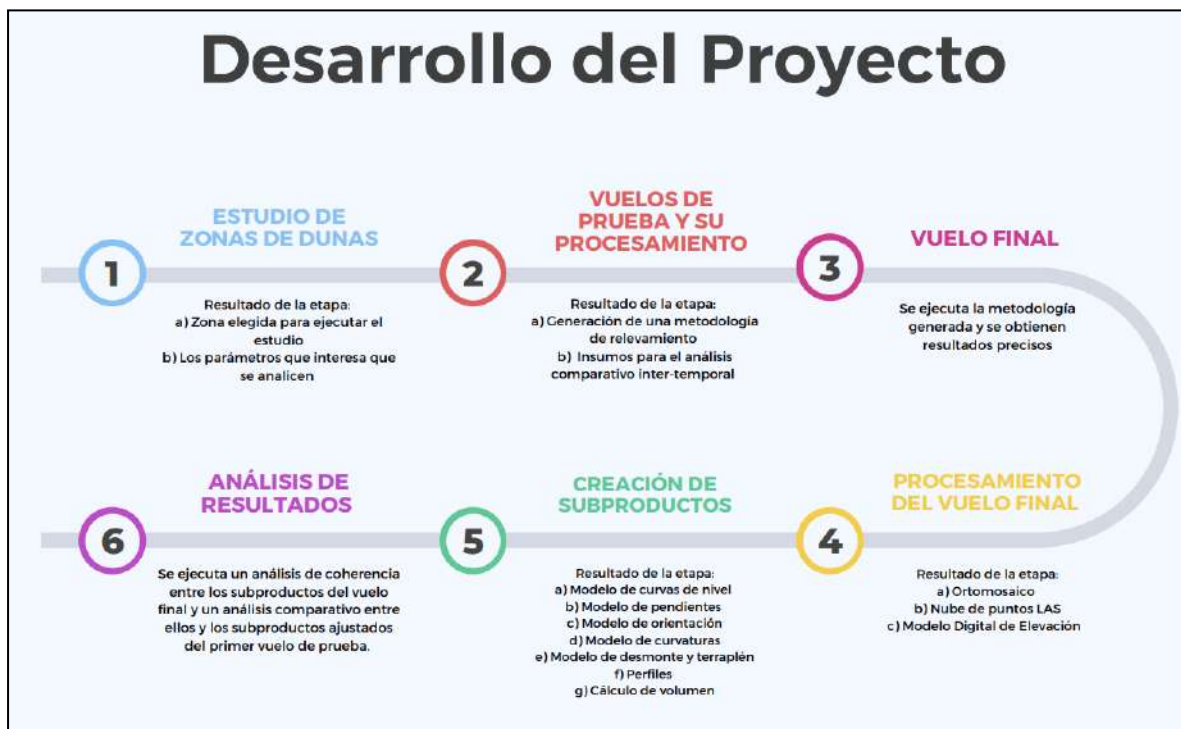 Desarrollo del Proyecto
1
ESTUDIO DE
ZONAS DE DUNAS
Resultado de la etapa:
a) Zona elegida para ejecutar el
estudio
b) Los parámetros que interesa que
se analicen
2
VUELOS DE
PRUEBA Y SU
PROCESAMIENTO
Resultado de la etapa:
a) Generación de una metodología
de relevamiento
b) Insumos para el análisis
comparativo inter-temporal
3
VUELO FINAL
Se ejecuta la metodología
generada y se obtienen
resultados precisos
4
PROCESAMIENTO
DEL VUELO FINAL
Resultado de la etapa:
a) Ortomosaico
b) Nube de puntos LAS
c) Modelo Digital de Elevación
5
CREACIÓN DE
SUBPRODUCTOS
Resultado de la etapa:
a) Modelo de curvas de nivel
b) Modelo de pendientes
c) Modelo de orientación
d) Modelo de curvaturas
e) Modelo de desmonte y terraplén
f) Perfiles
g) Cálculo de volumen
6
ANÁLISIS DE
RESULTADOS
Se ejecuta un análisis de coherencia
entre los subproductos del vuelo
final y un análisis comparativo entre
ellos y los subproductos ajustados
del primer vuelo de prueba.